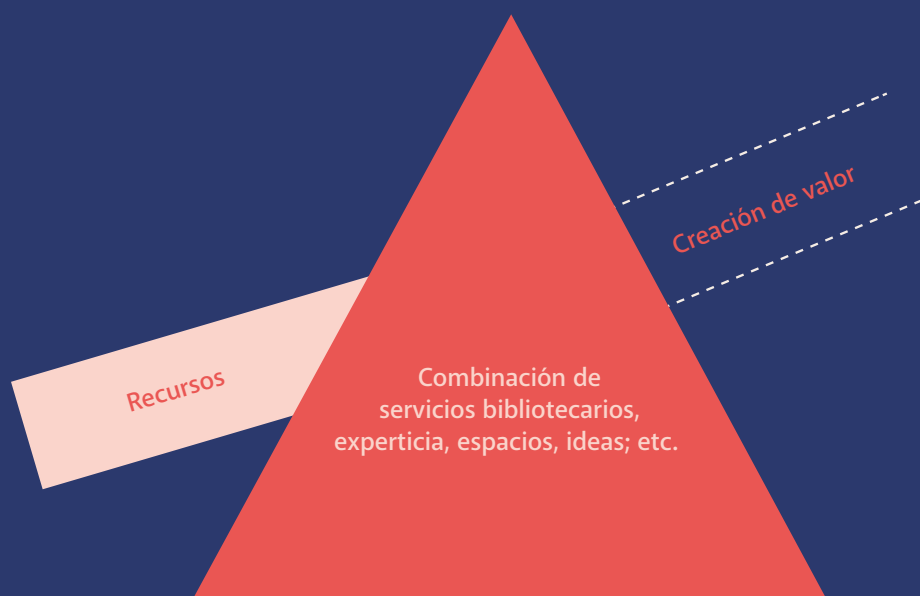 Creación de valor
Recursos
Combinación de
servicios bibliotecarios,
experticia, espacios, ideas; etc.